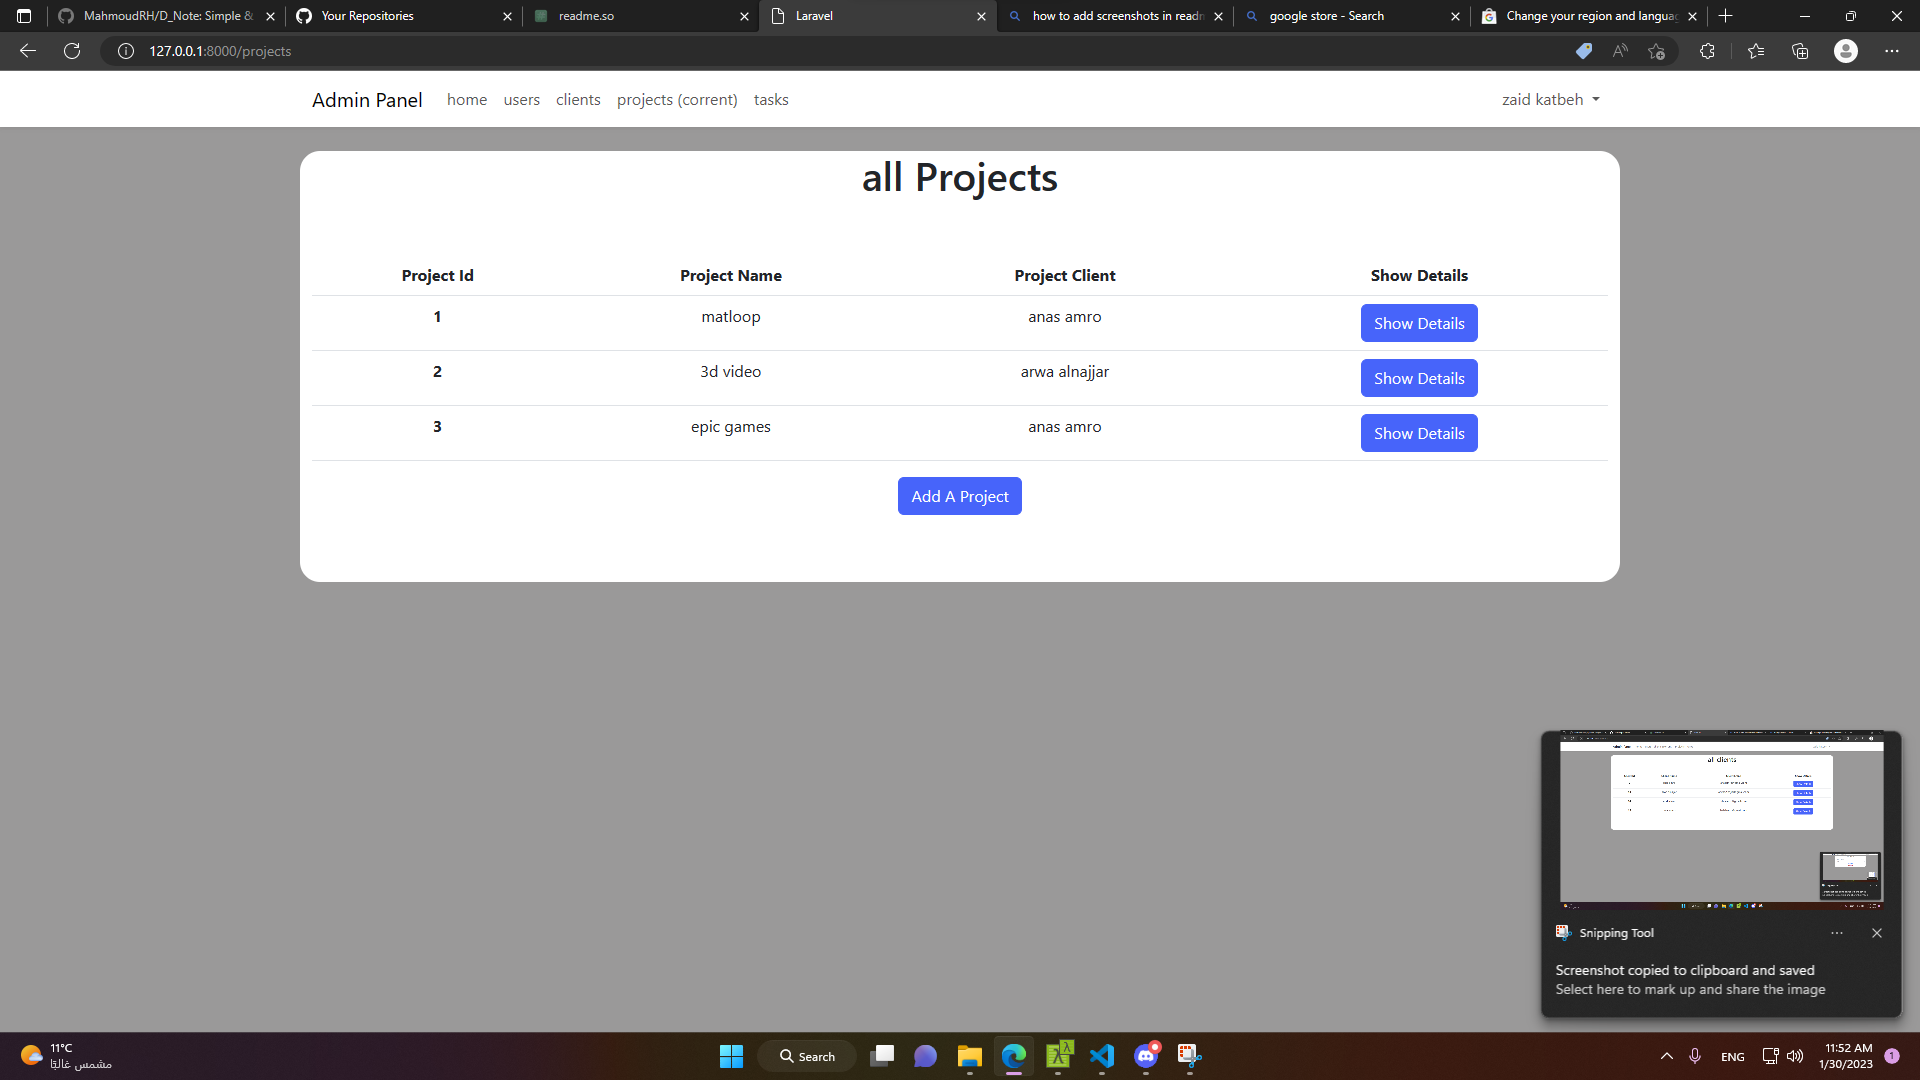 MahmoudRH/D_Note: Simple &
Your Repositories
readme.so
Laravel
how to add screenshots in readm
google store - Search
Change your region and languag
127.0.0.1:8000/projects
Admin Panel home users clients projects (corrent) tasks zaid katbeh
all Projects
Project Id Project Name Project Client Show Details
1 matloop anas amro Show Details
2 3d video arwa alnajjar Show Details
3 epic games anas amro Show Details
Add A Project
all clients
Snipping Tool
Screenshot copied to clipboard and saved
Select here to mark up and share the image
11°C
مشمس غالبًا
Search
ENG
11:52 AM
1/30/2023
1